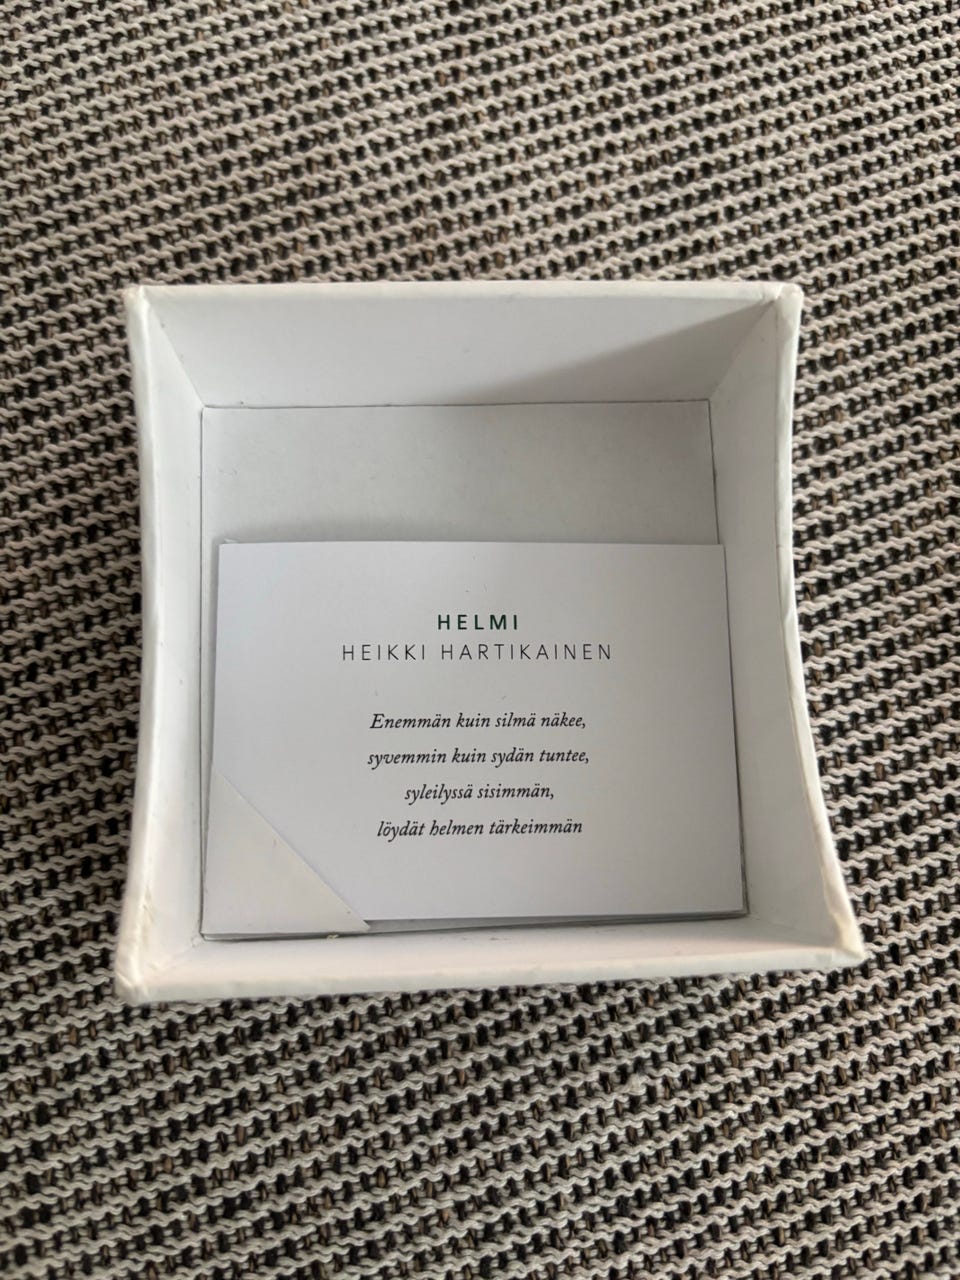 HELMI
HEIKKI HARTIKAINEN
Enemmän kuin silmä näkee,
syvemmin kuin sydän tuntee,
syleilyssä sisimmän,
löydät helmen tärkeimmän